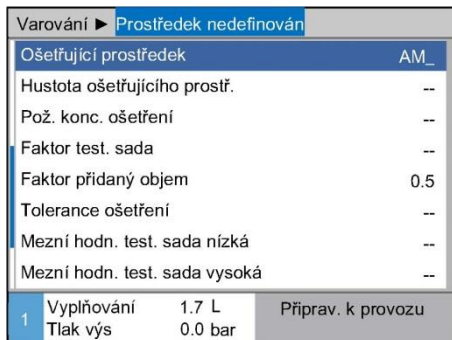 Varování ► Prostředek nedefinován
Ošetřující prostředek AM_
Hustota ošetřujícího prostř. --
Pož. konc. ošetření --
Faktor test. sada --
Faktor přidaný objem 0.5
Tolerance ošetření --
Mezní hodn. test. sada nízká --
Mezní hodn. test. sada vysoká --
1 Vyplňování 1.7 L Připrav. k provozu
Tlak výs 0.0 bar